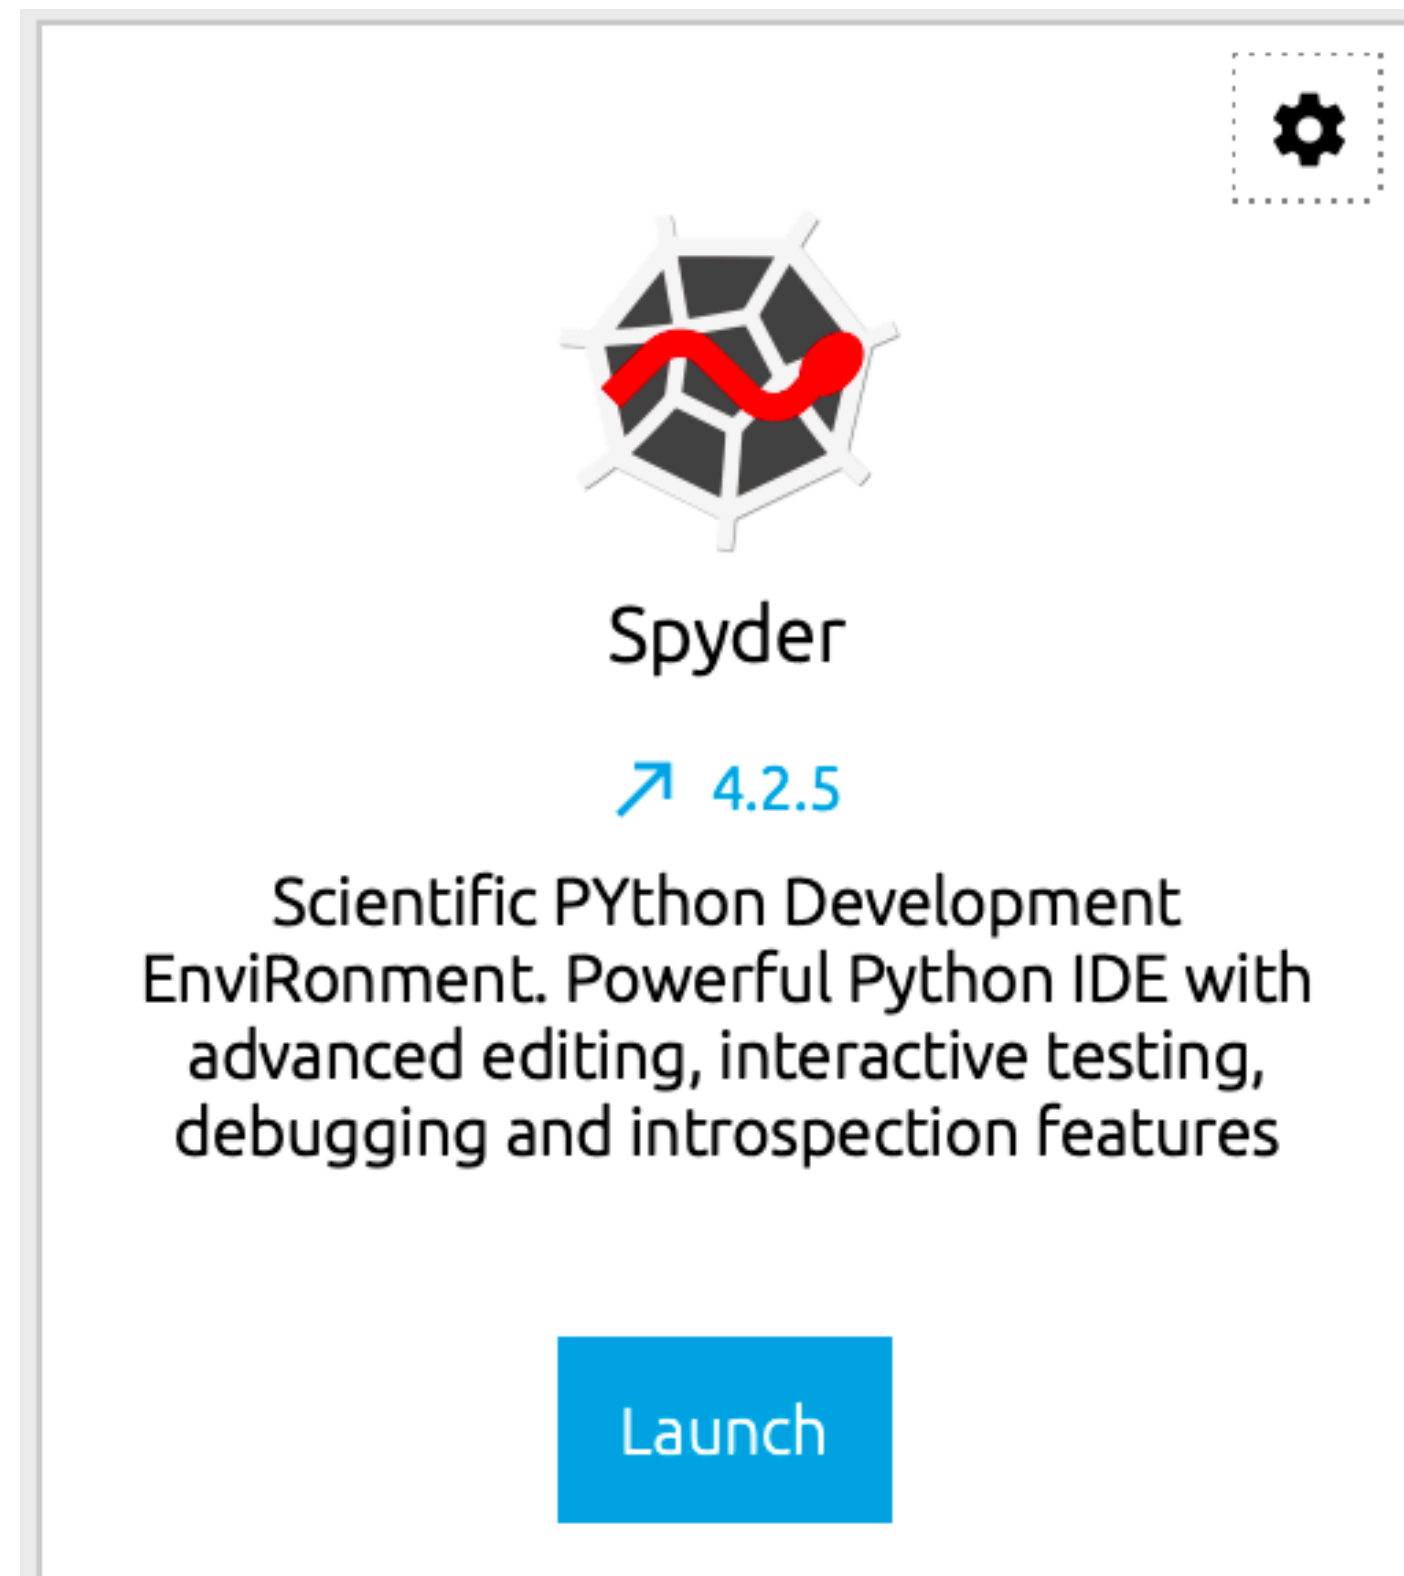 Spyder
4.2.5
Scientific PYthon Development
EnviRonment. Powerful Python IDE with
advanced editing, interactive testing,
debugging and introspection features
Launch